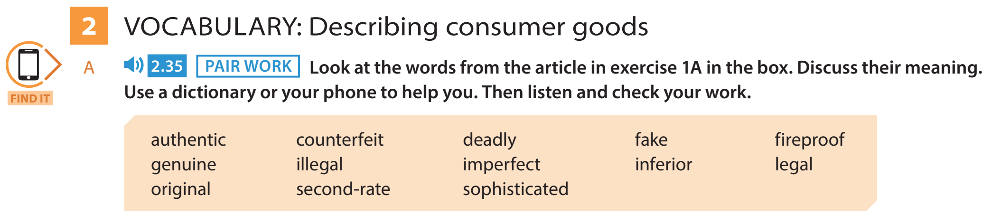 2 VOCABULARY: Describing consumer goods
FIND IT
A 2.35 PAIR WORK Look at the words from the article in exercise 1A in the box. Discuss their meaning.
Use a dictionary or your phone to help you. Then listen and check your work.
authentic counterfeit deadly fake fireproof
genuine illegal imperfect inferior legal
original second-rate sophisticated